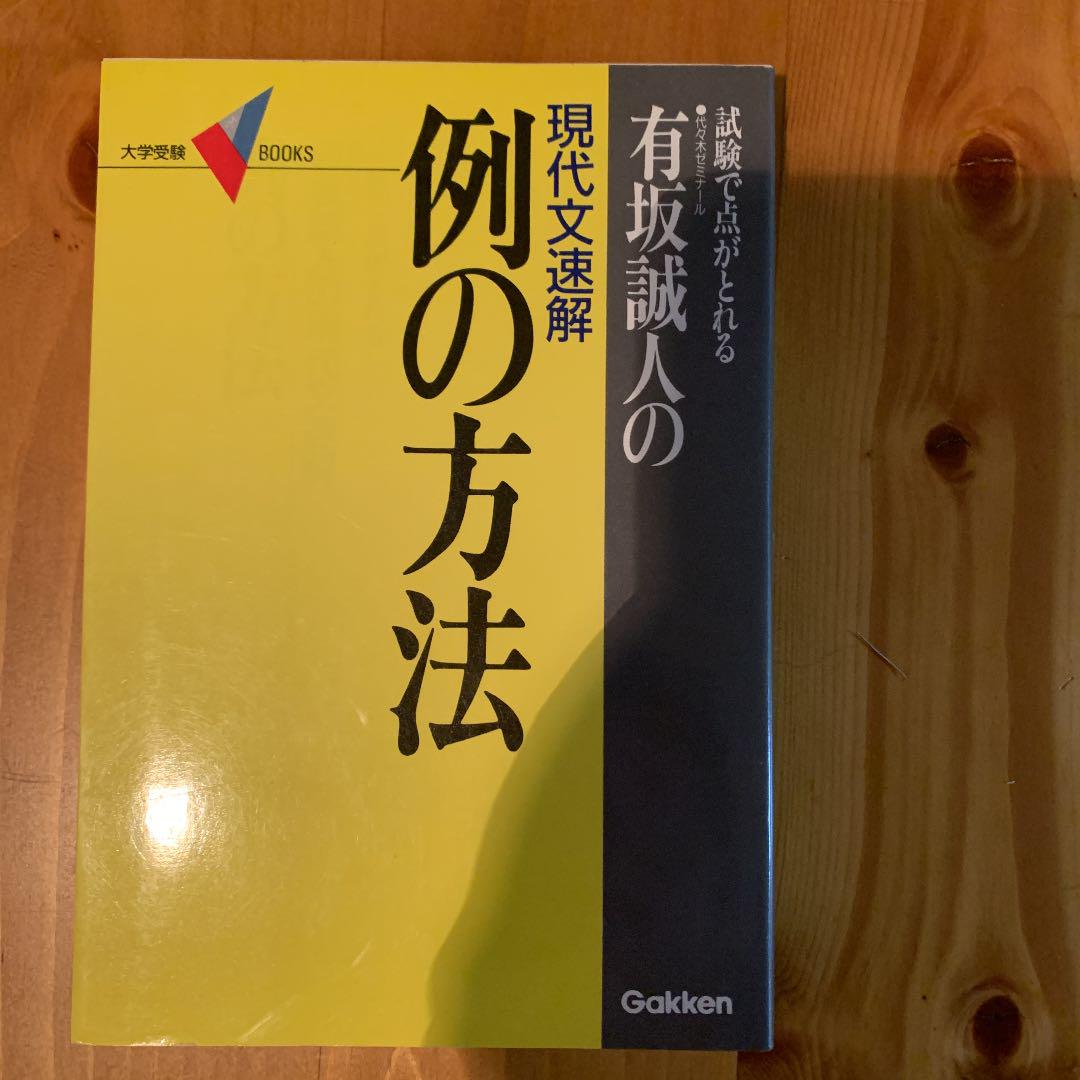 試験で点がとれる
●代々木ゼミナール
有坂誠人の
現代文速解
例の方法
大学受験 BOOKS
Gakken